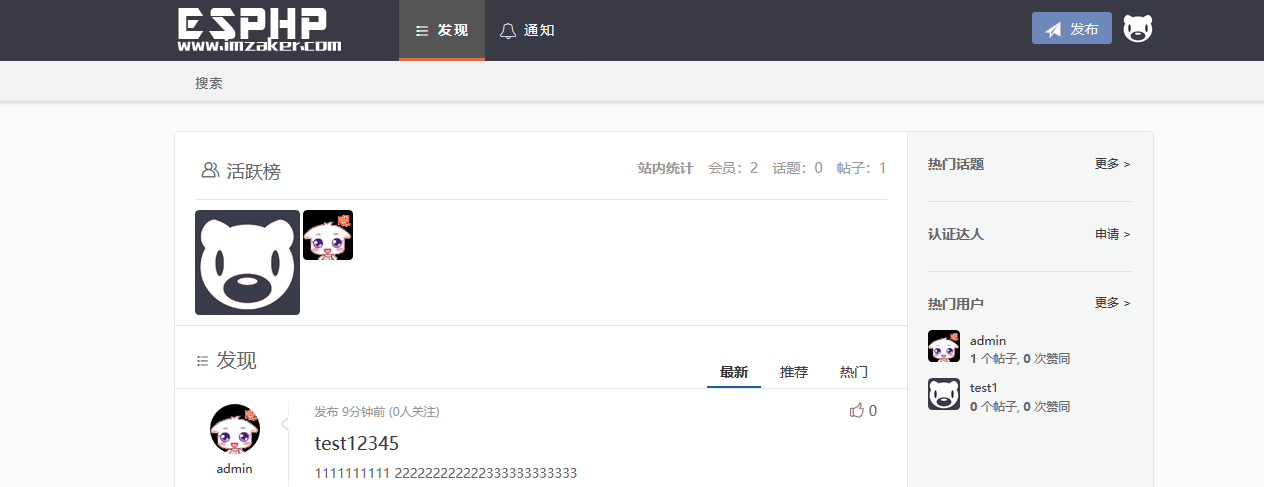 ESPHP
www.imzaker.com
发现 通知
发布
搜索
活跃榜 站内统计 会员：2 话题：0 帖子：1
发现
最新 推荐 热门
发布 9分钟前 (0人关注) 0
test12345
1111111111 222222222222333333333333
admin
热门话题 更多 >
认证达人 申请 >
热门用户 更多 >
admin
1 个帖子, 0 次赞同
test1
0 个帖子, 0 次赞同